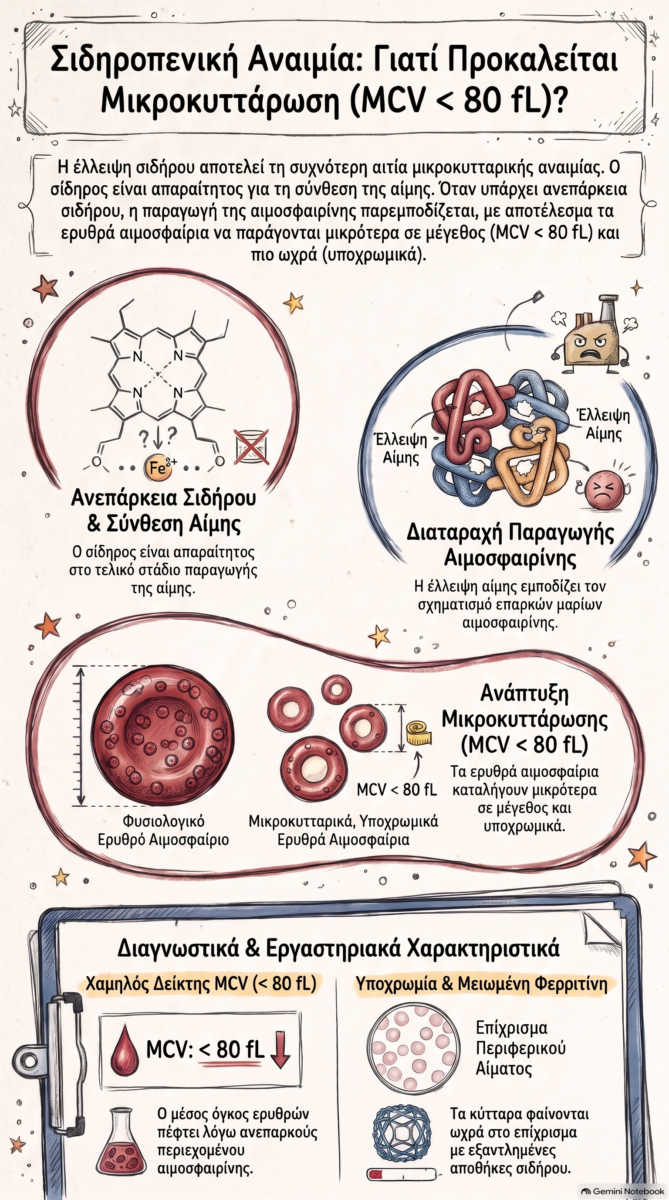 Σιδηροπενική Αναιμία: Γιατί Προκαλείται
Μικροκυττάρωση (MCV < 80 fL)?
Η έλλειψη σιδήρου αποτελεί τη συχνότερη αιτία μικροκυτταρικής αναιμίας. Ο
σίδηρος είναι απαραίτητος για τη σύνθεση της αίμης. Όταν υπάρχει ανεπάρκεια
σιδήρου, η παραγωγή της αιμοσφαιρίνης παρεμποδίζεται, με αποτέλεσμα τα
ερυθρά αιμοσφαίρια να παράγονται μικρότερα σε μέγεθος (MCV < 80 fL) και
πιο ωχρά (υποχρωμικά).
N N
N N
? ?
O Fe²⁺ O
Ανεπάρκεια Σιδήρου
& Σύνθεση Αίμης
Ο σίδηρος είναι απαραίτητος
στο τελικό στάδιο παραγωγής
της αίμης.
Έλλειψη
Αίμης
Έλλειψη
Αίμης
Διαταραχή Παραγωγής
Αιμοσφαιρίνης
Η έλλειψη αίμης εμποδίζει τον
σχηματισμό επαρκών μαρίων
αιμοσφαιρίνης.
MCV < 80 fL
Φυσιολογικό
Ερυθρό Αιμοσφαίριο
Μικροκυτταρικά, Υποχρωμικά
Ερυθρά Αιμοσφαίρια
Ανάπτυξη
Μικροκυττάρωσης
(MCV < 80 fL)
Τα ερυθρά αιμοσφαίρια
καταλήγουν μικρότερα
σε μέγεθος και
υποχρωμικά.
Διαγνωστικά & Εργαστηριακά Χαρακτηριστικά
Χαμηλός Δείκτης MCV (< 80 fL)
MCV: < 80 fL
Ο μέσος όγκος ερυθρών
πέφτει λόγω ανεπαρκούς
περιεχομένου
αιμοσφαιρίνης.
Υποχρωμία & Μειωμένη Φερριτίνη
Επίχρισμα
Περιφερικού
Αίματος
Τα κύτταρα φαίνονται
ωχρά στο επίχρισμα
με εξαντλημένες
αποθήκες σιδήρου.
Gemini Notebook